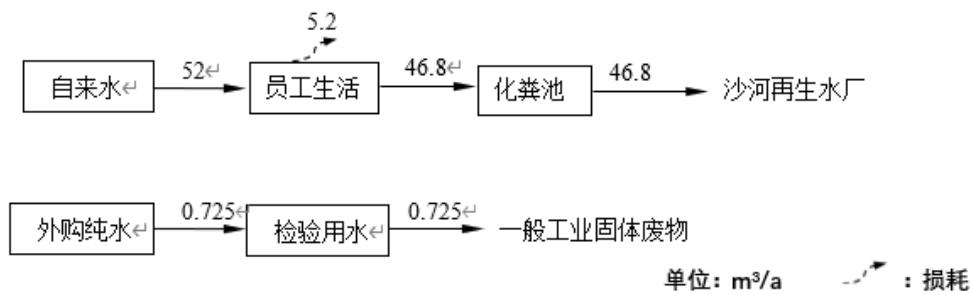 5.2
自来水 52 员工生活 46.8 化粪池 46.8 沙河再生水厂
外购纯水 0.725 检验用水 0.725 一般工业固体废物
单位：m³/a ：损耗